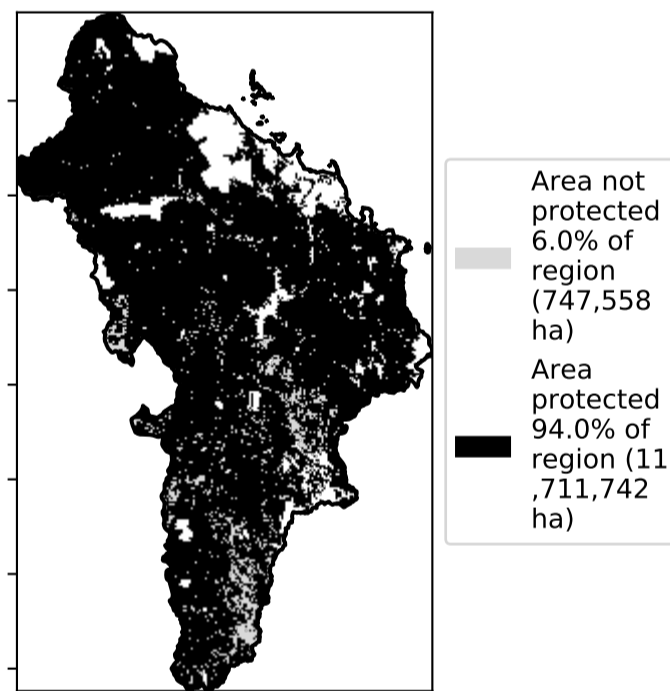 Area not
protected
6.0% of
region
(747,558
ha)
Area
protected
94.0% of
region (11
,711,742
ha)